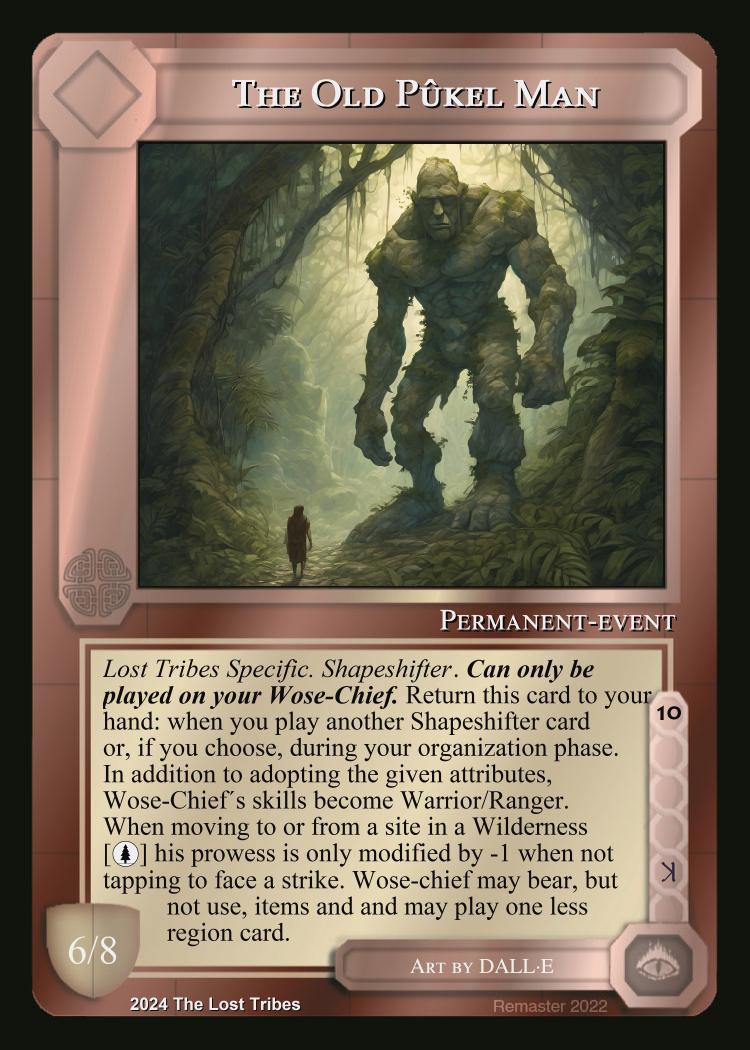 The Old Pûkel Man
Permanent-event
Lost Tribes Specific. Shapeshifter. Can only be
played on your Wose-Chief. Return this card to your
hand: when you play another Shapeshifter card
or, if you choose, during your organization phase.
In addition to adopting the given attributes,
Wose-Chief´s skills become Warrior/Ranger.
When moving to or from a site in a Wilderness
[] his prowess is only modified by -1 when not
tapping to face a strike. Wose-chief may bear, but
not use, items and and may play one less
region card.
10
6/8
Art by DALL·E
2024 The Lost Tribes
Remaster 2022